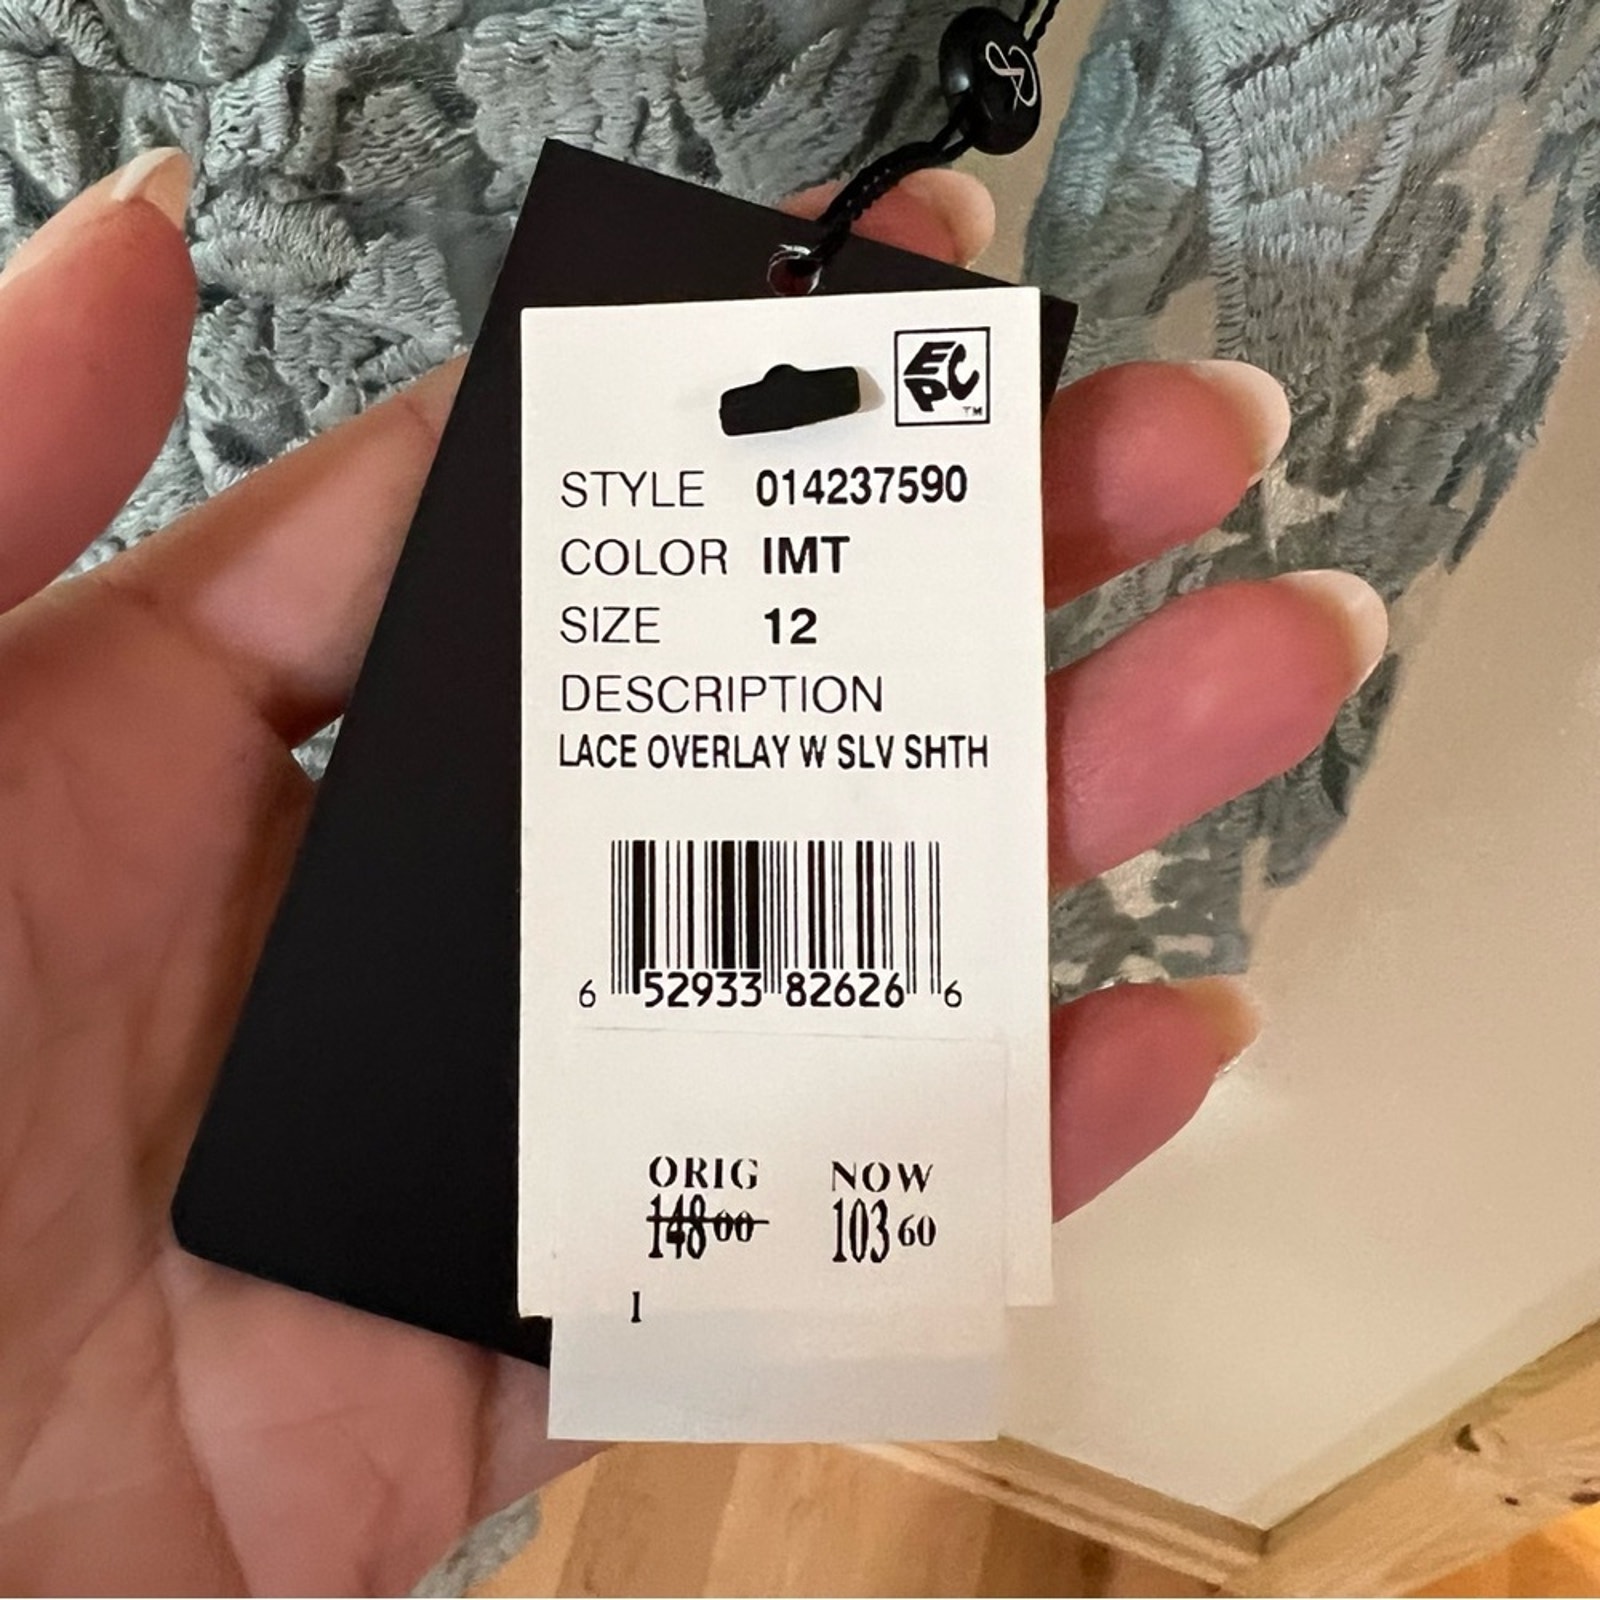 EPC
TM
STYLE 014237590
COLOR IMT
SIZE 12
DESCRIPTION
LACE OVERLAY W SLV SHTH
6 52933 82626 6
ORIG NOW
148 00 103 60
1